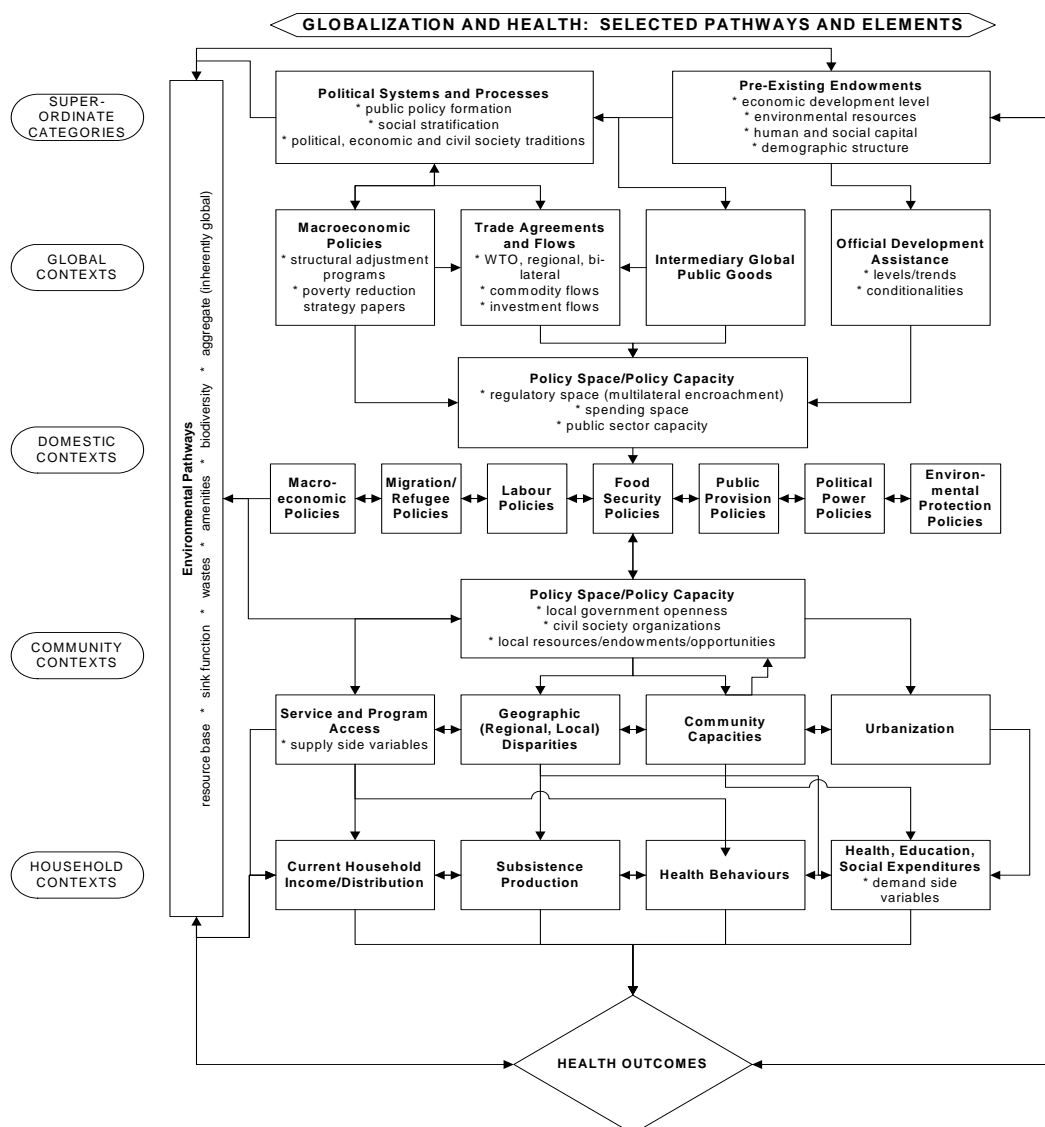 GLOBALIZATION AND HEALTH: SELECTED PATHWAYS AND ELEMENTS
SUPER-
ORDINATE
CATEGORIES
Political Systems and Processes
* public policy formation
* social stratification
* political, economic and civil society traditions
Pre-Existing Endowments
* economic development level
* environmental resources
* human and social capital
* demographic structure
GLOBAL
CONTEXTS
Macroeconomic
Policies
* structural adjustment
programs
* poverty reduction
strategy papers
Trade Agreements
and Flows
* WTO, regional, bi-
lateral
* commodity flows
* investment flows
Intermediary Global
Public Goods
Official Development
Assistance
* levels/trends
* conditionalities
Environmental Pathways
resource base * sink function * wastes * amenities * biodiversity * aggregate (inherently global)
DOMESTIC
CONTEXTS
Policy Space/Policy Capacity
* regulatory space (multilateral encroachment)
* spending space
* public sector capacity
Macro-
economic
Policies
Migration/
Refugee
Policies
Labour
Policies
Food
Security
Policies
Public
Provision
Policies
Political
Power
Policies
Environ-
mental
Protection
Policies
COMMUNITY
CONTEXTS
Policy Space/Policy Capacity
* local government openness
* civil society organizations
* local resources/endowments/opportunities
Service and Program
Access
* supply side variables
Geographic
(Regional, Local)
Disparities
Community
Capacities
Urbanization
HOUSEHOLD
CONTEXTS
Current Household
Income/Distribution
Subsistence
Production
Health Behaviours
Health, Education,
Social Expenditures
* demand side
variables
HEALTH OUTCOMES